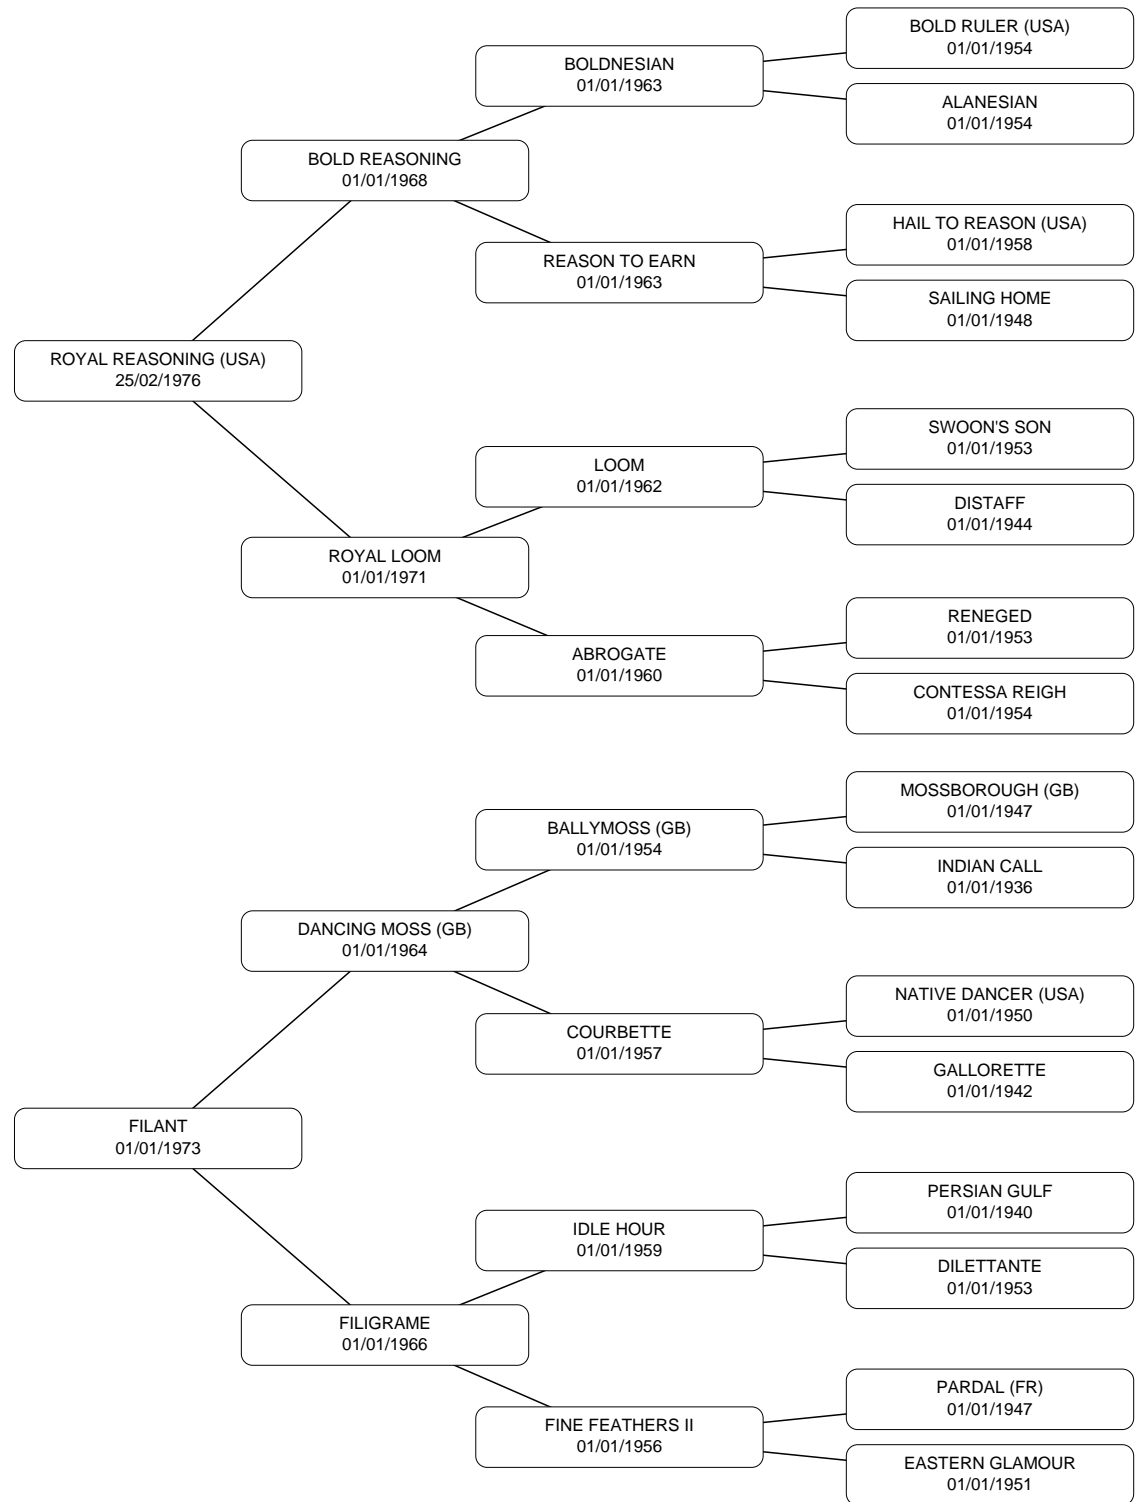 BOLD RULER (USA)
01/01/1954
BOLDNESIAN
01/01/1963
ALANESIAN
01/01/1954
BOLD REASONING
01/01/1968
HAIL TO REASON (USA)
01/01/1958
REASON TO EARN
01/01/1963
SAILING HOME
01/01/1948
ROYAL REASONING (USA)
25/02/1976
SWOON'S SON
01/01/1953
LOOM
01/01/1962
DISTAFF
01/01/1944
ROYAL LOOM
01/01/1971
RENEGED
01/01/1953
ABROGATE
01/01/1960
CONTESSA REIGH
01/01/1954
MOSSBOROUGH (GB)
01/01/1947
BALLYMOSS (GB)
01/01/1954
INDIAN CALL
01/01/1936
DANCING MOSS (GB)
01/01/1964
NATIVE DANCER (USA)
01/01/1950
COURBETTE
01/01/1957
GALLORETTE
01/01/1942
FILANT
01/01/1973
PERSIAN GULF
01/01/1940
IDLE HOUR
01/01/1959
DILETTANTE
01/01/1953
FILIGRAME
01/01/1966
PARDAL (FR)
01/01/1947
FINE FEATHERS II
01/01/1956
EASTERN GLAMOUR
01/01/1951